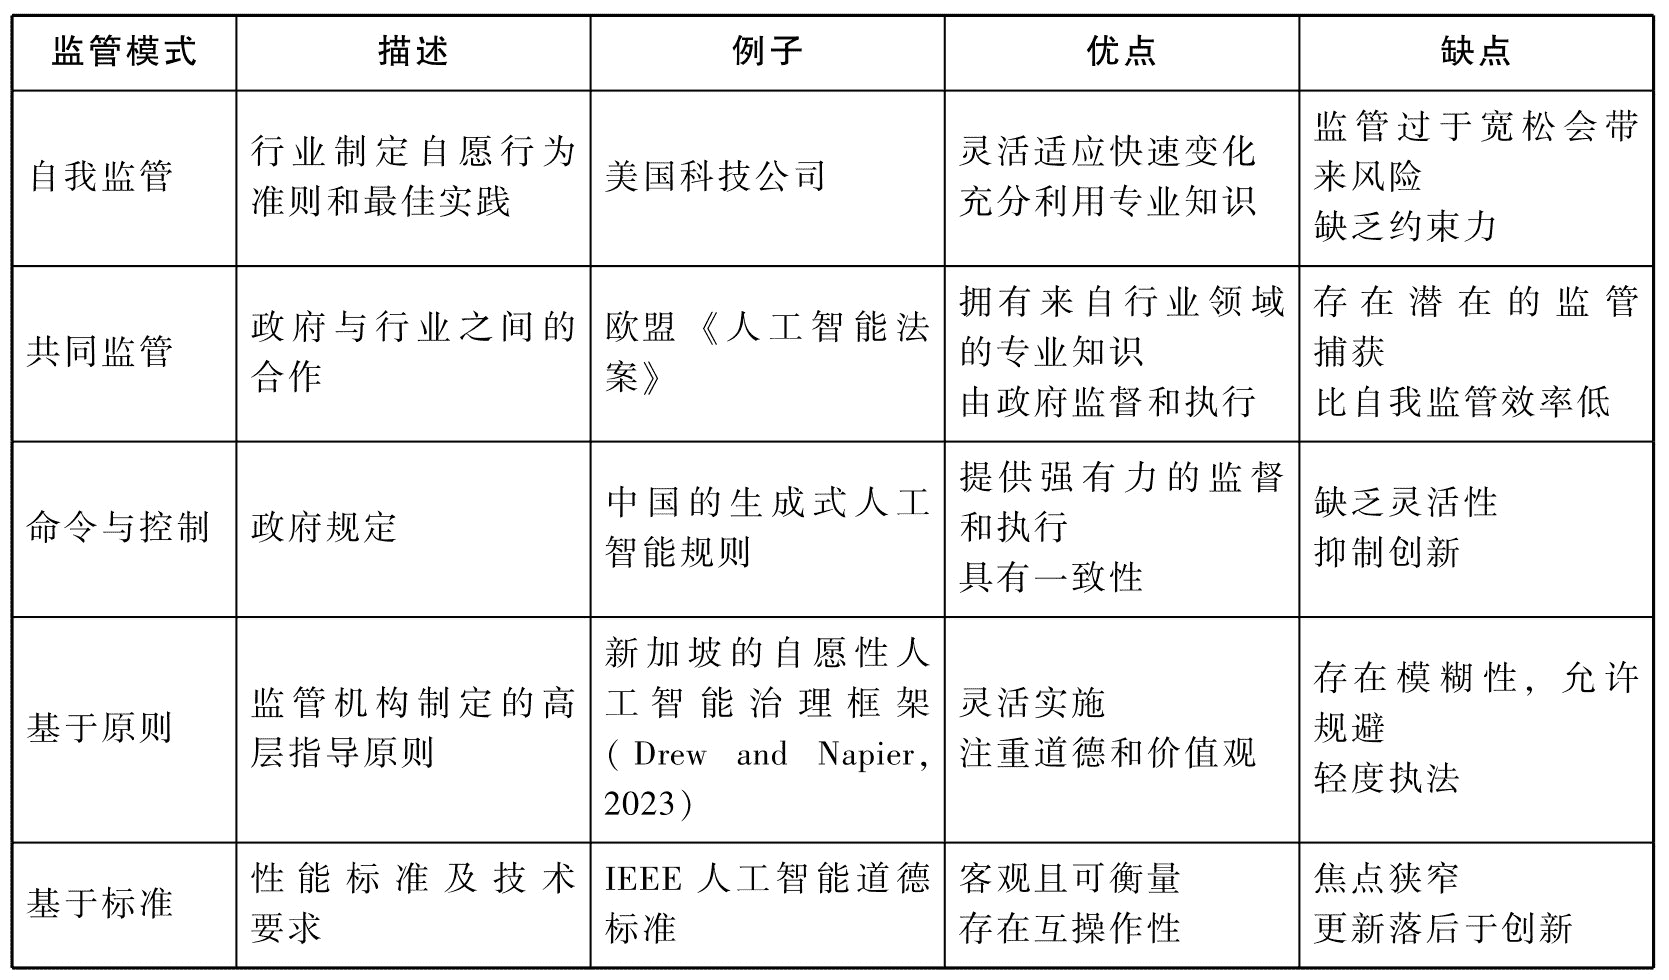 监管模式 描述 例子 优点 缺点
自我监管
行业制定自愿行为
准则和最佳实践
美国科技公司
灵活适应快速变化
充分利用专业知识
监管过于宽松会带
来风险
缺乏约束力
共同监管
政府与行业之间的
合作
欧盟《人工智能法
案》
拥有来自行业领域
的专业知识
由政府监督和执行
存在潜在的监管
捕获
比自我监管效率低
命令与控制
政府规定
中国的生成式人工
智能规则
提供强有力的监督
和执行
具有一致性
缺乏灵活性
抑制创新
基于原则
监管机构制定的高
层指导原则
新加坡的自愿性人
工智能治理框架
(Drew and Napier,
2023)
灵活实施
注重道德和价值观
存在模糊性，允许
规避
轻度执法
基于标准
性能标准及技术
要求
IEEE 人工智能道德
标准
客观且可衡量
存在互操作性
焦点狭窄
更新落后于创新